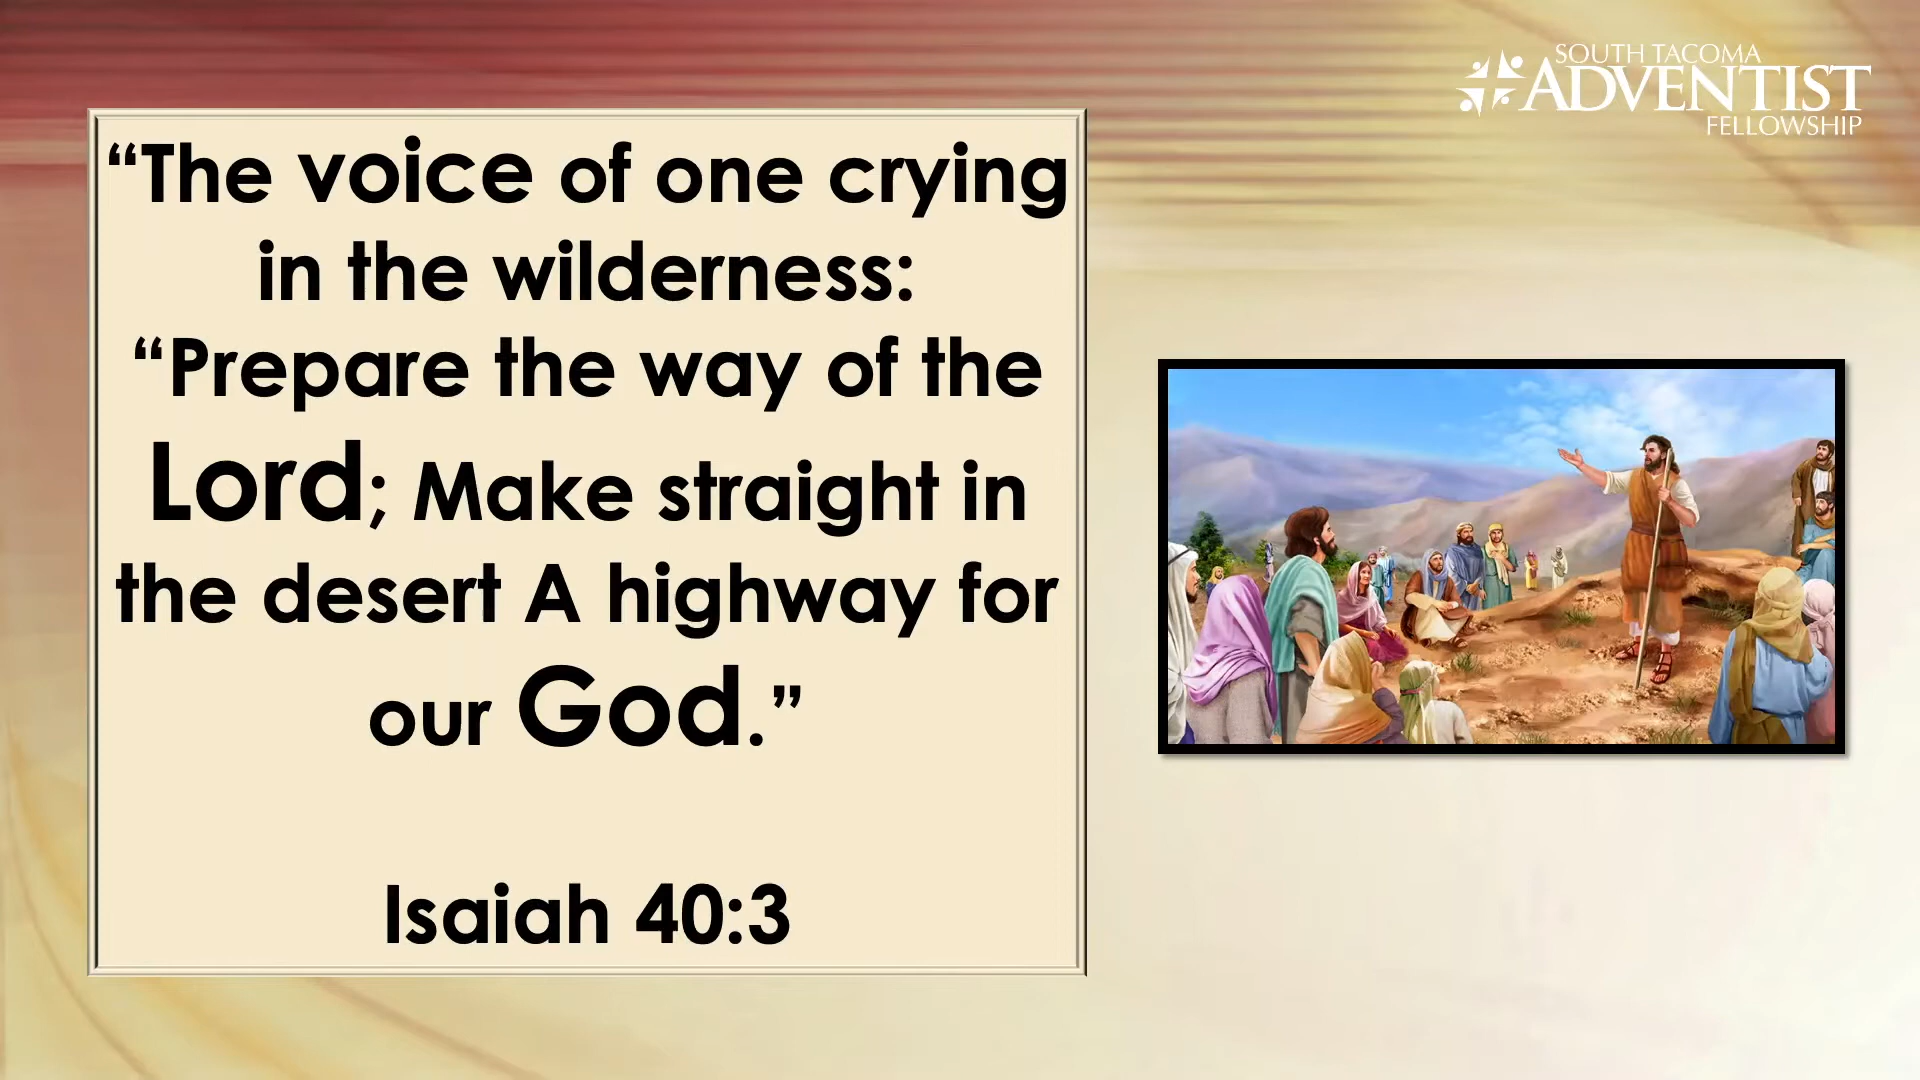 “The voice of one crying
in the wilderness:
“Prepare the way of the
Lord; Make straight in
the desert A highway for
our God.”
Isaiah 40:3
SOUTH TACOMA
ADVENTIST
FELLOWSHIP